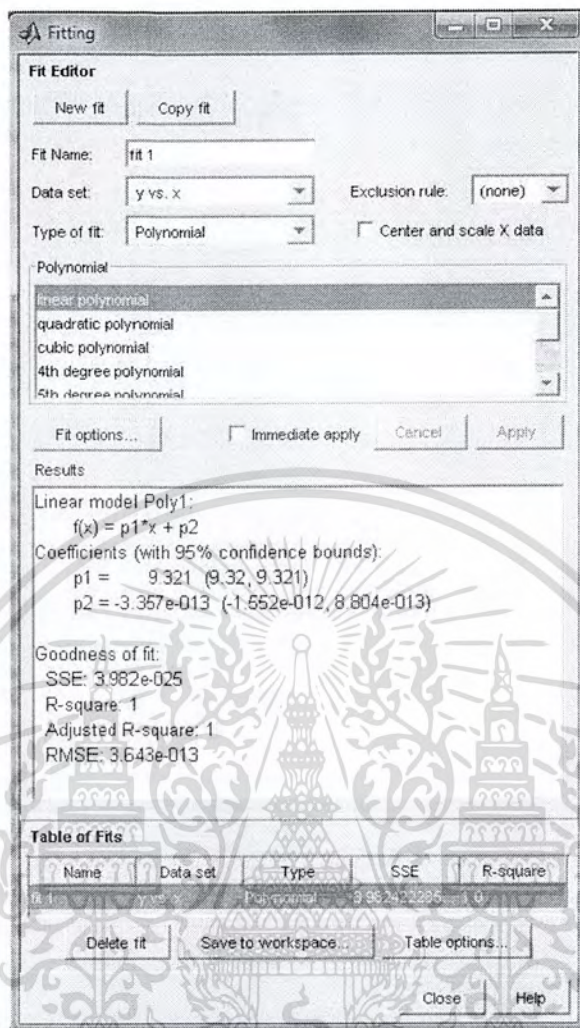 Fitting
Fit Editor
New fit Copy fit
Fit Name: fit 1
Data set: y vs. x Exclusion rule: (none)
Type of fit: Polynomial Center and scale X data
Polynomial
linear polynomial
quadratic polynomial
cubic polynomial
4th degree polynomial
5th degree polynomial
Fit options... Immediate apply Cancel Apply
Results
Linear model Poly1:
f(x) = p1*x + p2
Coefficients (with 95% confidence bounds):
p1 = 9.321 (9.32, 9.321)
p2 = -3.357e-013 (-1.552e-012, 8.804e-013)
Goodness of fit:
SSE: 3.982e-025
R-square: 1
Adjusted R-square: 1
RMSE: 3.643e-013
Table of Fits
Name Data set Type SSE R-square
fit 1 y vs. x Polynomial 1.0
Delete fit Save to workspace... Table options...
Close Help